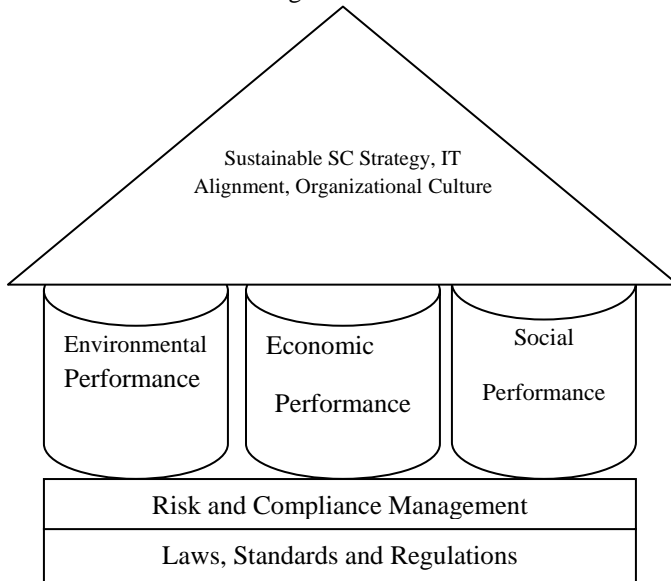 Sustainable SC Strategy, IT
Alignment, Organizational Culture
Environmental
Performance
Economic
Performance
Social
Performance
Risk and Compliance Management
Laws, Standards and Regulations